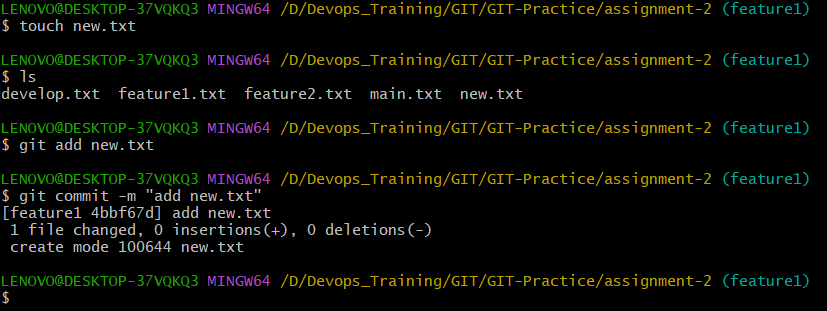 LENOVO@DESKTOP-37VQKQ3 MINGW64 /D/Devops_Training/GIT/GIT-Practice/assignment-2 (feature1)
$ touch new.txt
LENOVO@DESKTOP-37VQKQ3 MINGW64 /D/Devops_Training/GIT/GIT-Practice/assignment-2 (feature1)
$ ls
develop.txt  feature1.txt  feature2.txt  main.txt  new.txt
LENOVO@DESKTOP-37VQKQ3 MINGW64 /D/Devops_Training/GIT/GIT-Practice/assignment-2 (feature1)
$ git add new.txt
LENOVO@DESKTOP-37VQKQ3 MINGW64 /D/Devops_Training/GIT/GIT-Practice/assignment-2 (feature1)
$ git commit -m "add new.txt"
[feature1 4bbf67d] add new.txt
 1 file changed, 0 insertions(+), 0 deletions(-)
 create mode 100644 new.txt
LENOVO@DESKTOP-37VQKQ3 MINGW64 /D/Devops_Training/GIT/GIT-Practice/assignment-2 (feature1)
$